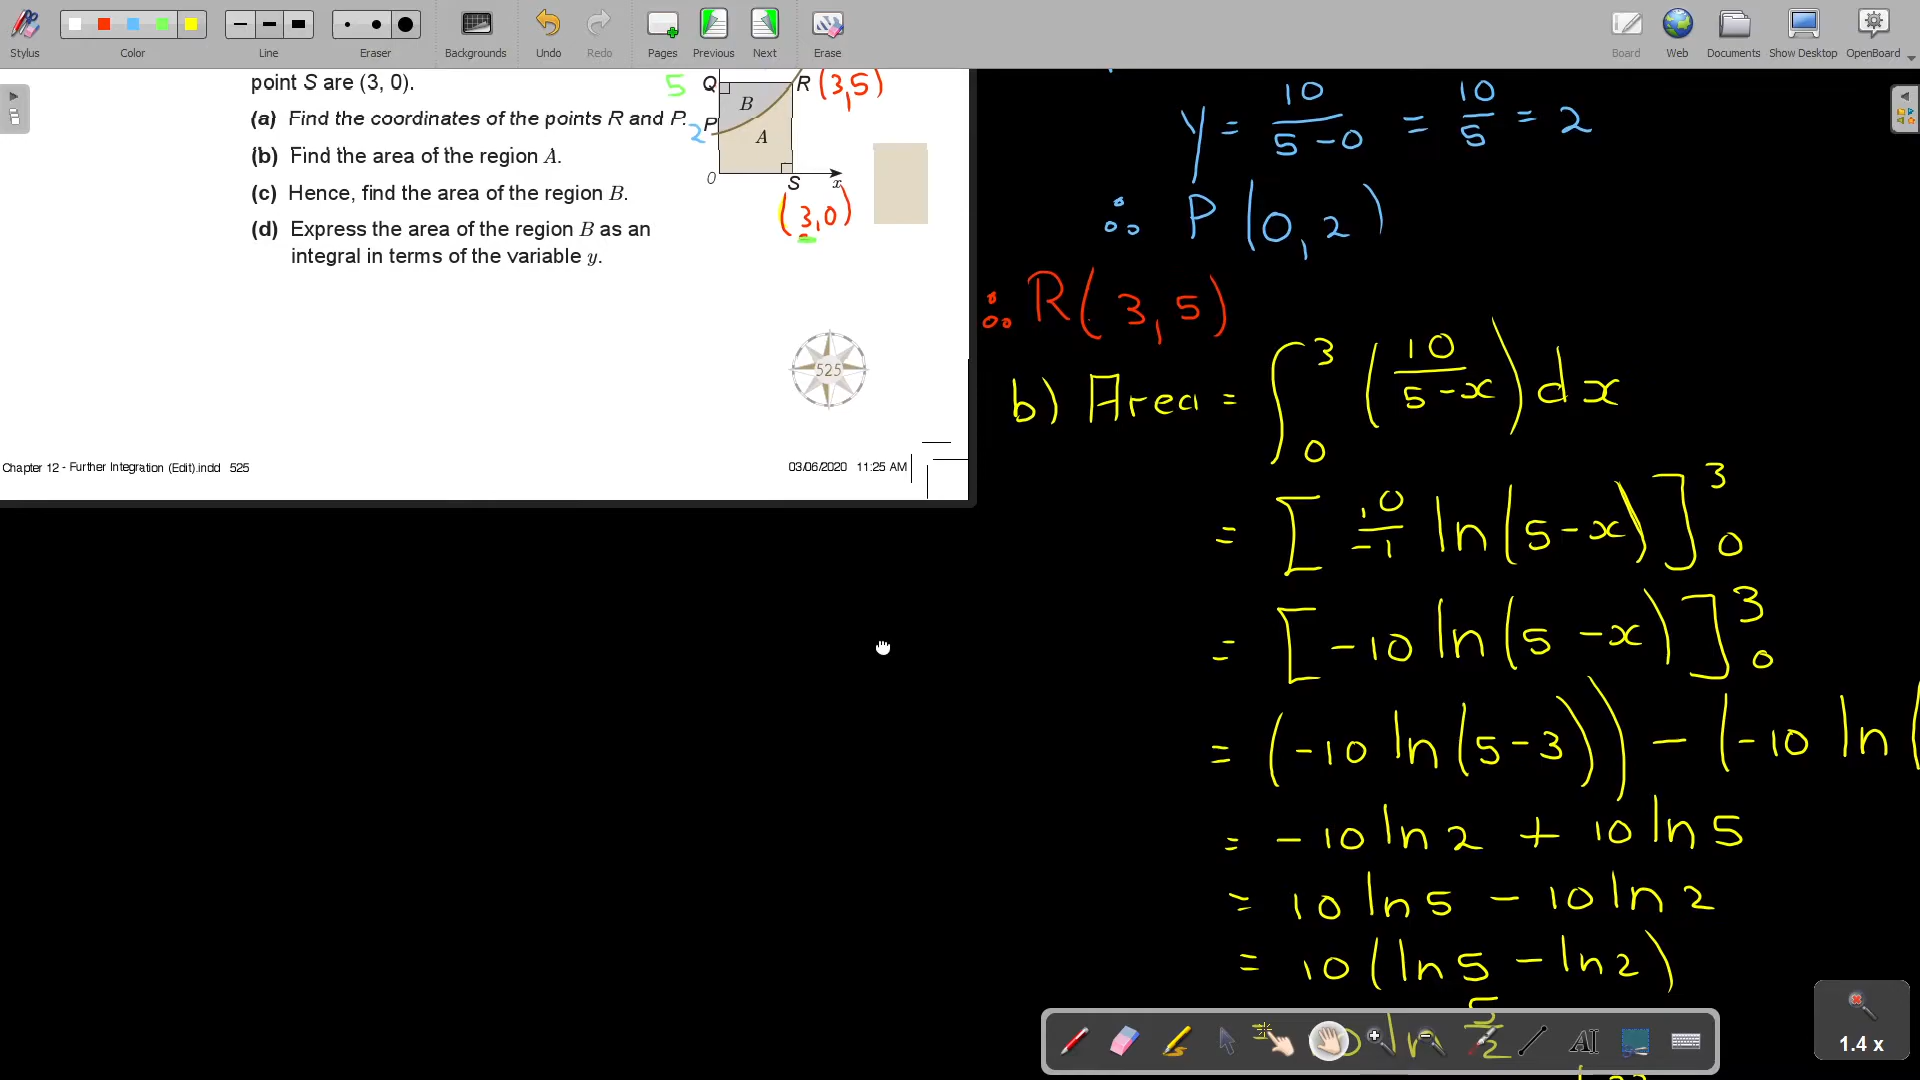 Stylus Color Line Eraser Backgrounds Undo Redo Pages Previous Next Erase Board Web Documents Show Desktop OpenBoard
point S are (3, 0).
(a) Find the coordinates of the points R and P.
(b) Find the area of the region A.
(c) Hence, find the area of the region B.
(d) Express the area of the region B as an
integral in terms of the variable y.
5 Q R (3,5)
B
2 P
A
O S x
(3,0)
525
Chapter 12 - Further Integration (Edit).indd 525
03/06/2020 11:25 AM
y = 10/(5-0) = 10/5 = 2
∴ P (0, 2)
∴ R (3, 5)
b) Area = ∫₀³ (10/(5-x)) dx
= [10/-1 ln(5-x)]₀³
= [-10 ln(5-x)]₀³
= (-10 ln(5-3)) - (-10 ln(
= -10 ln 2 + 10 ln 5
= 10 ln 5 - 10 ln 2
= 10 (ln 5 - ln 2)
ln 5/2
1.4 x